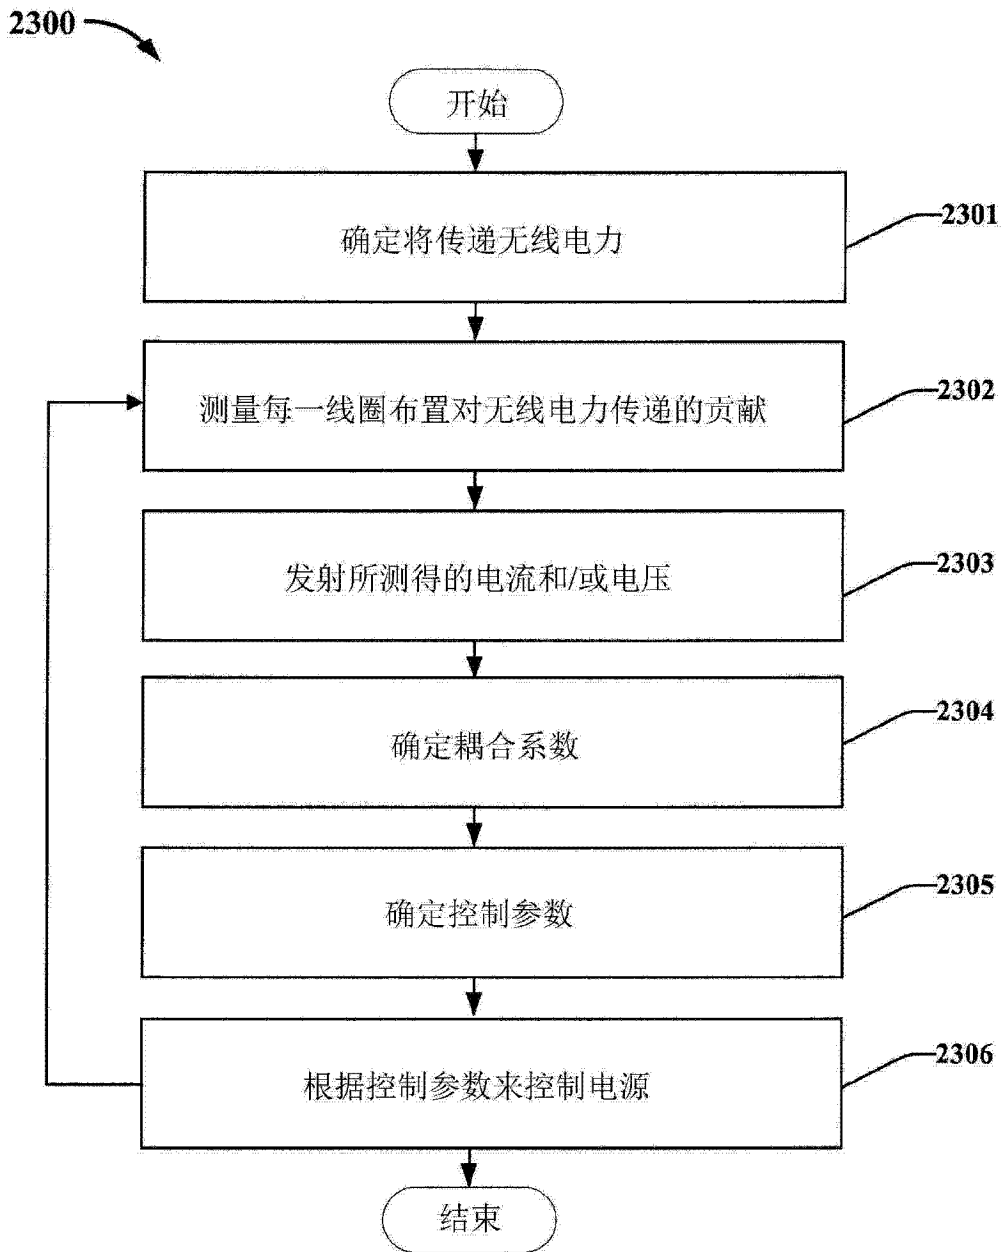 2300
开始
确定将传递无线电力
2301
测量每一线圈布置对无线电力传递的贡献
2302
发射所测得的电流和/或电压
2303
确定耦合系数
2304
确定控制参数
2305
根据控制参数来控制电源
2306
结束